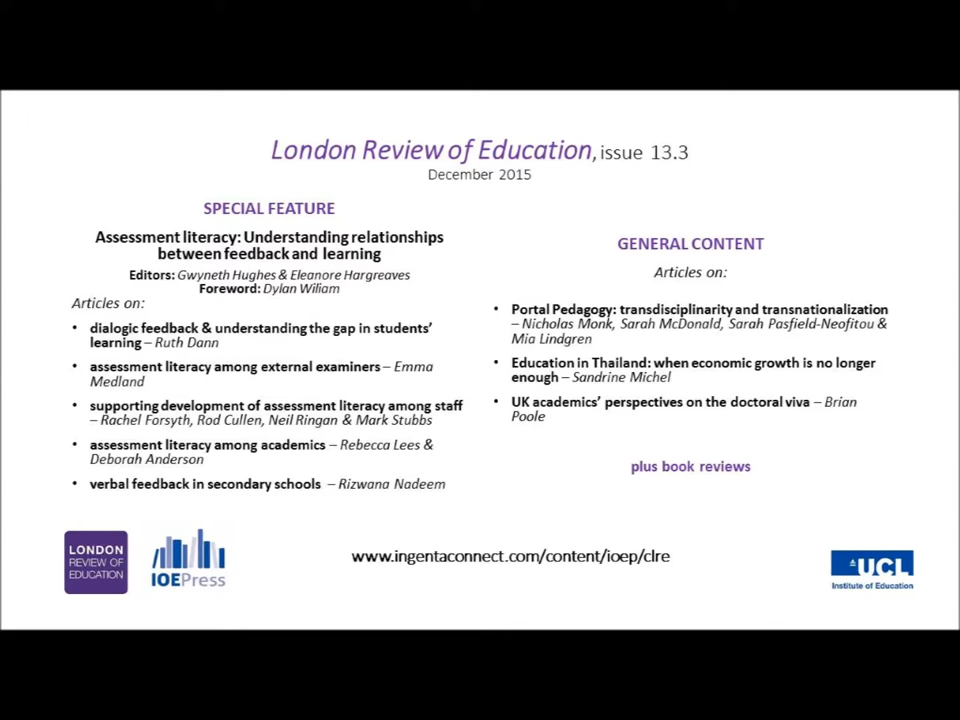 London Review of Education, issue 13.3
December 2015
SPECIAL FEATURE
Assessment literacy: Understanding relationships
between feedback and learning
Editors: Gwyneth Hughes & Eleanore Hargreaves
Foreword: Dylan Wiliam
Articles on:
• dialogic feedback & understanding the gap in students'
learning – Ruth Dann
• assessment literacy among external examiners – Emma
Medland
• supporting development of assessment literacy among staff
– Rachel Forsyth, Rod Cullen, Neil Ringan & Mark Stubbs
• assessment literacy among academics – Rebecca Lees &
Deborah Anderson
• verbal feedback in secondary schools – Rizwana Nadeem
GENERAL CONTENT
Articles on:
• Portal Pedagogy: transdisciplinarity and transnationalization
– Nicholas Monk, Sarah McDonald, Sarah Pasfield-Neofitou &
Mia Lindgren
• Education in Thailand: when economic growth is no longer
enough – Sandrine Michel
• UK academics' perspectives on the doctoral viva – Brian
Poole
plus book reviews
LONDON
REVIEW OF
EDUCATION
IOEPress
www.ingentaconnect.com/content/ioep/clre
UCL
Institute of Education